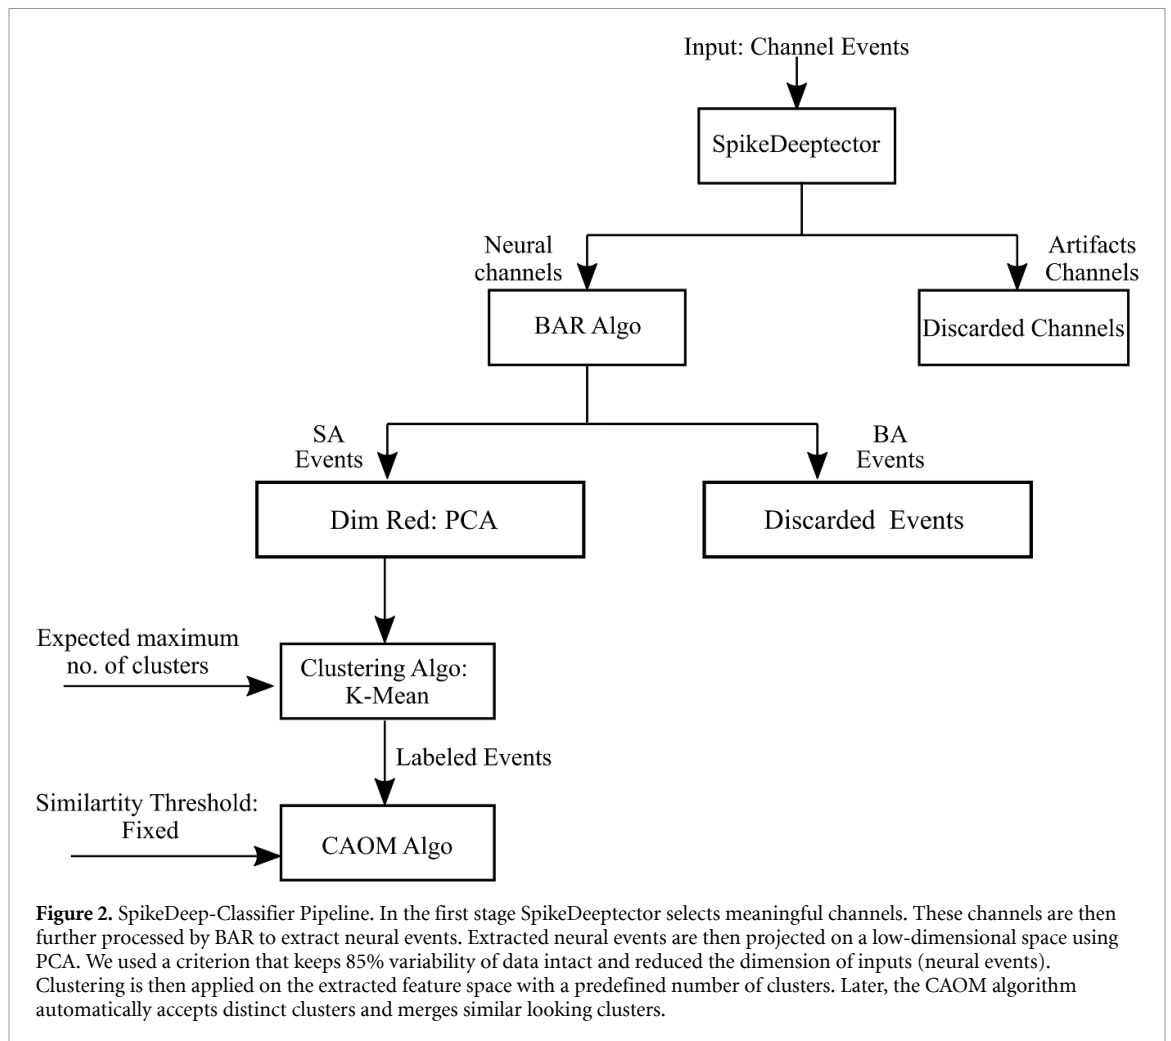 Input: Channel Events
SpikeDeeptector
Neural
channels
Artifacts
Channels
BAR Algo
Discarded Channels
SA
Events
BA
Events
Dim Red: PCA
Discarded Events
Expected maximum
no. of clusters
Clustering Algo:
K-Mean
Labeled Events
Similartity Threshold:
Fixed
CAOM Algo
Figure 2. SpikeDeep-Classifier Pipeline. In the first stage SpikeDeeptector selects meaningful channels. These channels are then
further processed by BAR to extract neural events. Extracted neural events are then projected on a low-dimensional space using
PCA. We used a criterion that keeps 85% variability of data intact and reduced the dimension of inputs (neural events).
Clustering is then applied on the extracted feature space with a predefined number of clusters. Later, the CAOM algorithm
automatically accepts distinct clusters and merges similar looking clusters.